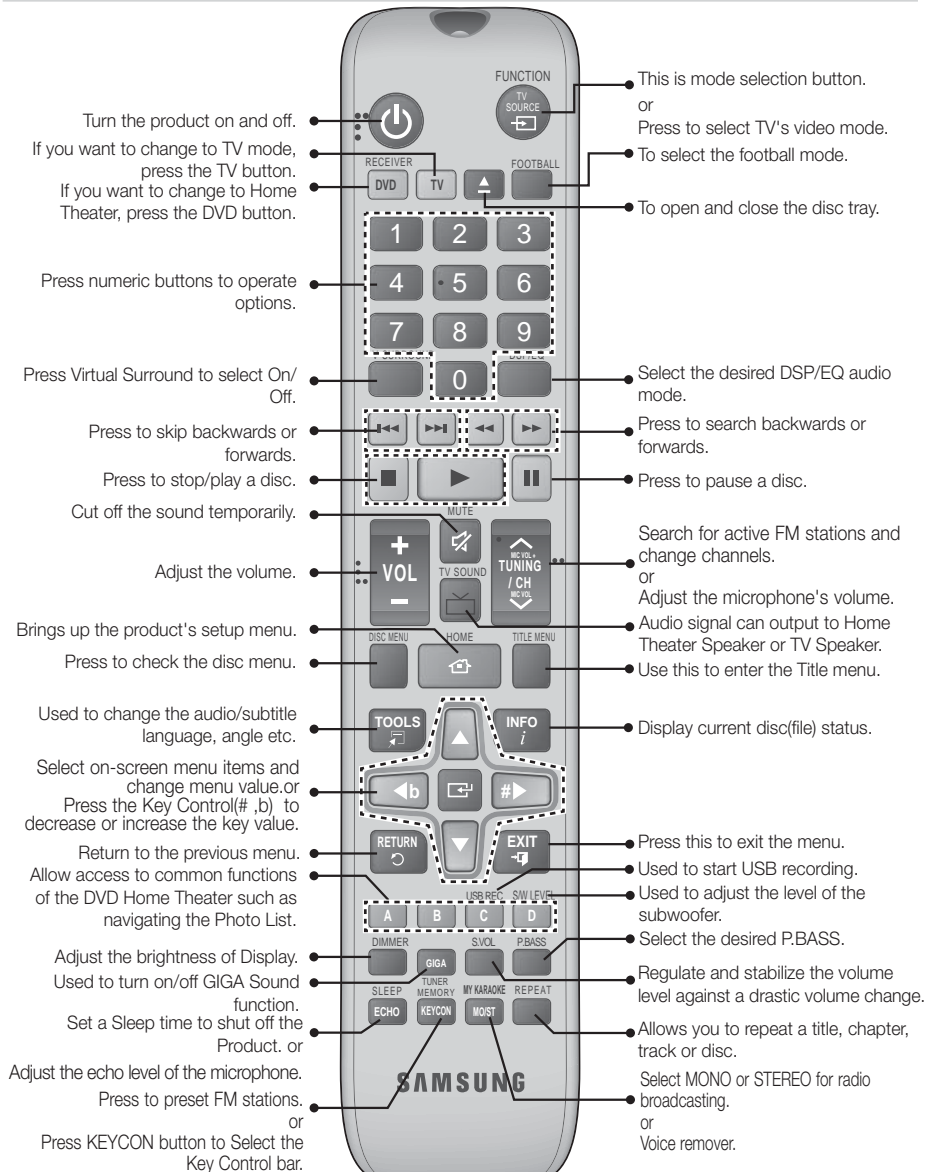 FUNCTION
TV
SOURCE
This is mode selection button.
or
Press to select TV's video mode.
Turn the product on and off.
If you want to change to TV mode,
press the TV button.
If you want to change to Home
Theater, press the DVD button.
RECEIVER
DVD
TV
FOOTBALL
To select the football mode.
To open and close the disc tray.
1 2 3
4 5 6
7 8 9
0
Press numeric buttons to operate
options.
Press Virtual Surround to select On/
Off.
DSP/EQ
Select the desired DSP/EQ audio
mode.
Press to skip backwards or
forwards.
Press to search backwards or
forwards.
Press to stop/play a disc.
Press to pause a disc.
Cut off the sound temporarily.
MUTE
+
VOL
-
Adjust the volume.
TV SOUND
MIC VOL +
TUNING
/ CH
MIC VOL
Search for active FM stations and
change channels.
or
Adjust the microphone's volume.
Audio signal can output to Home
Theater Speaker or TV Speaker.
Brings up the product's setup menu.
Press to check the disc menu.
DISC MENU
HOME
TITLE MENU
Use this to enter the Title menu.
Used to change the audio/subtitle
language, angle etc.
TOOLS
INFO
i
Display current disc(file) status.
Select on-screen menu items and
change menu value.or
Press the Key Control(# ,b) to
decrease or increase the key value.
b
#
Return to the previous menu.
RETURN
EXIT
Press this to exit the menu.
Allow access to common functions
of the DVD Home Theater such as
navigating the Photo List.
USB REC
S/W LEVEL
A B C D
Used to start USB recording.
Used to adjust the level of the
subwoofer.
Select the desired P.BASS.
Adjust the brightness of Display.
Used to turn on/off GIGA Sound
function.
DIMMER
GIGA
S.VOL
P.BASS
Regulate and stabilize the volume
level against a drastic volume change.
Set a Sleep time to shut off the
Product. or
Adjust the echo level of the microphone.
SLEEP
ECHO
TUNER
MEMORY
KEYCON
MY KARAOKE
MO/ST
REPEAT
Allows you to repeat a title, chapter,
track or disc.
Press to preset FM stations.
or
Press KEYCON button to Select the
Key Control bar.
SAMSUNG
Select MONO or STEREO for radio
broadcasting.
or
Voice remover.